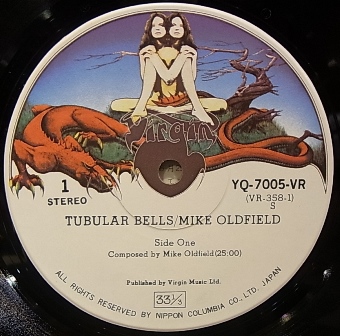 Virgin
1
STEREO
YQ-7005-VR
(VR-358-1)
S
TUBULAR BELLS/MIKE OLDFIELD
Side One
Composed by Mike Oldfield (25:00)
Published by Virgin Music Ltd.
33⅓
ALL RIGHTS RESERVED BY NIPPON COLUMBIA CO., LTD. JAPAN